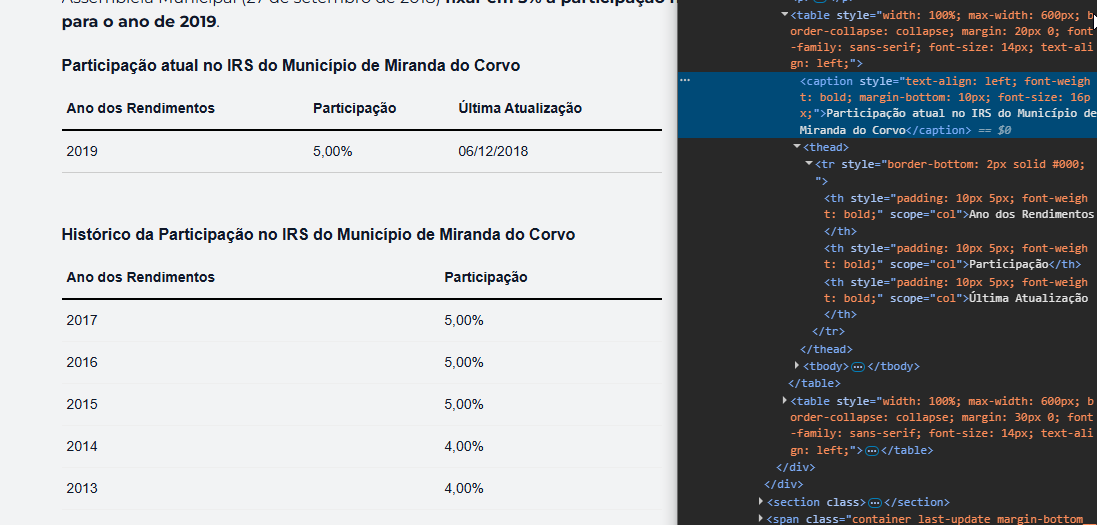 para o ano de 2019.
Participação atual no IRS do Município de Miranda do Corvo
Ano dos Rendimentos Participação Última Atualização
2019 5,00% 06/12/2018
Histórico da Participação no IRS do Município de Miranda do Corvo
Ano dos Rendimentos Participação
2017 5,00%
2016 5,00%
2015 5,00%
2014 4,00%
2013 4,00%
<table style="width: 100%; max-width: 600px; b
order-collapse: collapse; margin: 20px 0; font
-family: sans-serif; font-size: 14px; text-ali
gn: left;">
<caption style="text-align: left; font-weigh
t: bold; margin-bottom: 10px; font-size: 16p
x;">Participação atual no IRS do Município de
Miranda do Corvo</caption> == $0
<thead>
<tr style="border-bottom: 2px solid #000;
">
<th style="padding: 10px 5px; font-weigh
t: bold;" scope="col">Ano dos Rendimentos
</th>
<th style="padding: 10px 5px; font-weigh
t: bold;" scope="col">Participação</th>
<th style="padding: 10px 5px; font-weigh
t: bold;" scope="col">Última Atualização
</th>
</tr>
</thead>
<tbody>…</tbody>
</table>
<table style="width: 100%; max-width: 600px; b
order-collapse: collapse; margin: 30px 0; font
-family: sans-serif; font-size: 14px; text-ali
gn: left;">…</table>
</div>
</div>
<section class>…</section>
<span class="container last-update margin-bottom